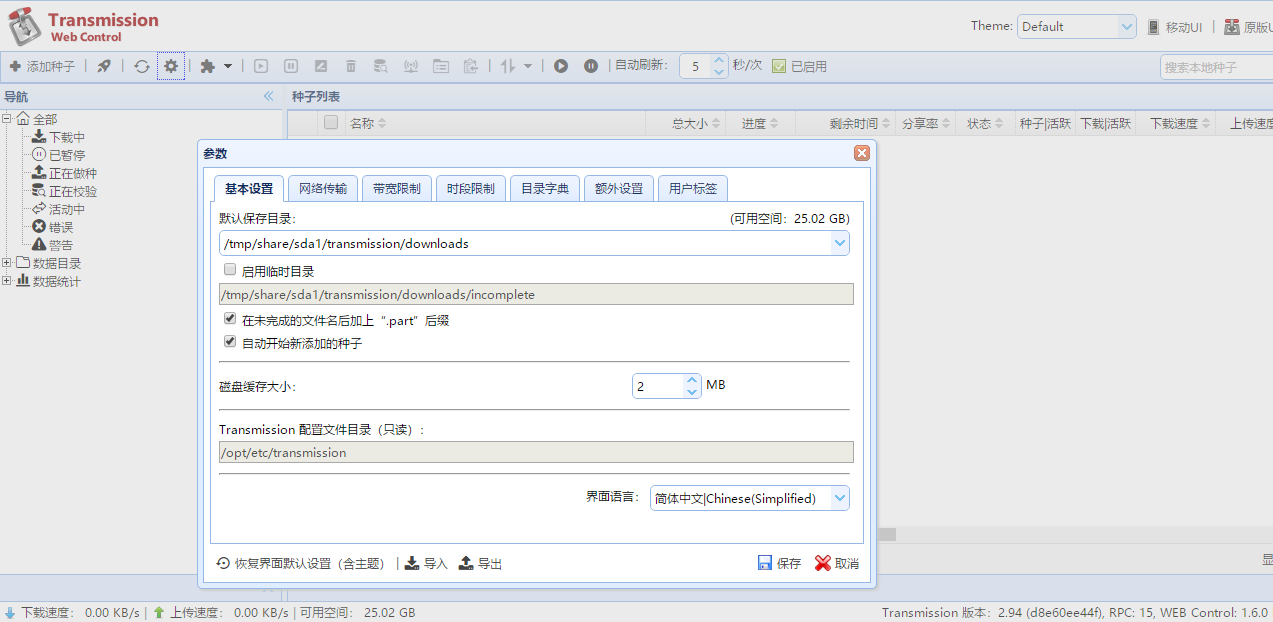 Transmission
Web Control
Theme: Default 移动UI | 原版U
添加种子 自动刷新: 5 秒/次 已启用 搜索本地种子
导航 种子列表
名称 总大小 进度 剩余时间 分享率 状态 种子|活跃 下载|活跃 下载速度 上传速度
全部
下载中
已暂停
正在做种
正在校验
活动中
错误
警告
数据目录
数据统计
参数
基本设置 网络传输 带宽限制 时段限制 目录字典 额外设置 用户标签
默认保存目录: (可用空间: 25.02 GB)
/tmp/share/sda1/transmission/downloads
启用临时目录
/tmp/share/sda1/transmission/downloads/incomplete
在未完成的文件名后加上“.part”后缀
自动开始新添加的种子
磁盘缓存大小: 2 MB
Transmission 配置文件目录（只读）:
/opt/etc/transmission
界面语言: 简体中文|Chinese(Simplified)
恢复界面默认设置（含主题） | 导入 导出 保存 取消
显
下载速度: 0.00 KB/s | 上传速度: 0.00 KB/s | 可用空间: 25.02 GB Transmission 版本: 2.94 (d8e60ee44f), RPC: 15, WEB Control: 1.6.0